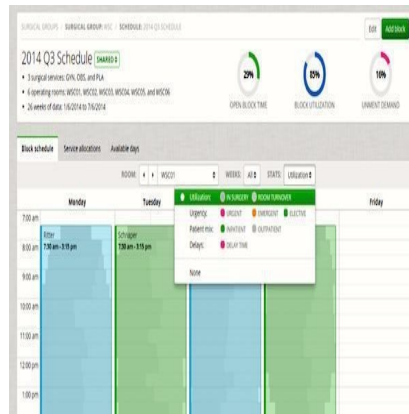 SURGICAL GROUPS / SURGICAL GROUP: WSC / SCHEDULE: 2014 Q3 SCHEDULE
Edit
Add block
2014 Q3 Schedule SHARED
• 3 surgical services: GYN, OBS, and PLA
• 6 operating rooms: WSC01, WSC02, WSC03, WSC04, WSC05, and WSC06
• 26 weeks of data: 1/6/2014 to 7/6/2014
29%
OPEN BLOCK TIME
85%
BLOCK UTILIZATION
16%
UNMENT DEMAND
Block schedule
Service allocations
Available days
ROOM: WSC01
WEEKS: All
STATS: Utilization
Monday
Tuesday
Friday
Utilization: IN SURGERY ROOM TURNOVER
Urgency: URGENT EMERGENT ELECTIVE
Patient mix: INPATIENT OUTPATIENT
Delays: DELAY TIME
None
7:00 am
8:00 am
9:00 am
10:00 am
11:00 am
12:00 pm
1:00 pm
Ritter
7:30 am - 3:15 pm
Schnaper
7:30 am - 3:15 pm